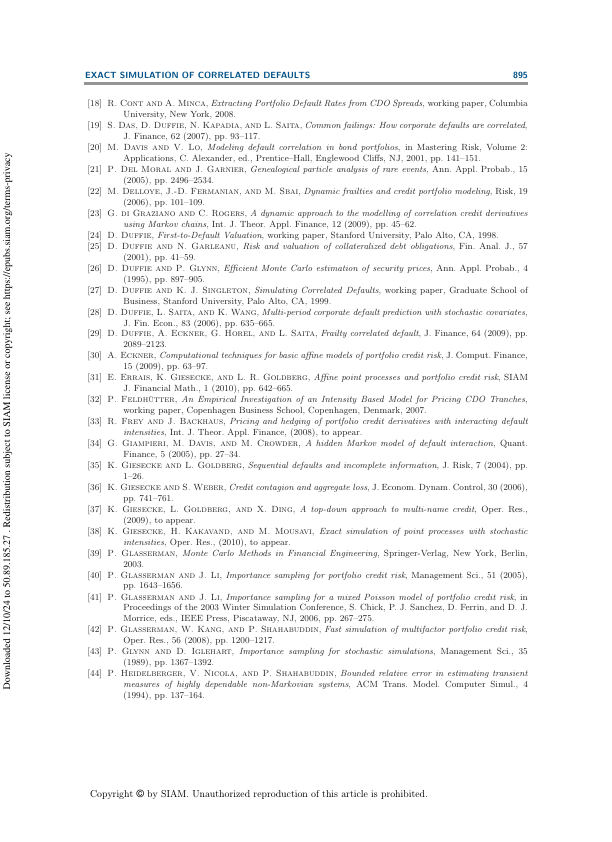 EXACT SIMULATION OF CORRELATED DEFAULTS 895
[18] R. Cont and A. Minca, Extracting Portfolio Default Rates from CDO Spreads, working paper, Columbia
University, New York, 2008.
[19] S. Das, D. Duffie, N. Kapadia, and L. Saita, Common failings: How corporate defaults are correlated,
J. Finance, 62 (2007), pp. 93–117.
[20] M. Davis and V. Lo, Modeling default correlation in bond portfolios, in Mastering Risk, Volume 2:
Applications, C. Alexander, ed., Prentice–Hall, Englewood Cliffs, NJ, 2001, pp. 141–151.
[21] P. Del Moral and J. Garnier, Genealogical particle analysis of rare events, Ann. Appl. Probab., 15
(2005), pp. 2496–2534.
[22] M. Delloye, J.-D. Fermanian, and M. Sbai, Dynamic frailties and credit portfolio modeling, Risk, 19
(2006), pp. 101–109.
[23] G. di Graziano and C. Rogers, A dynamic approach to the modelling of correlation credit derivatives
using Markov chains, Int. J. Theor. Appl. Finance, 12 (2009), pp. 45–62.
[24] D. Duffie, First-to-Default Valuation, working paper, Stanford University, Palo Alto, CA, 1998.
[25] D. Duffie and N. Garleanu, Risk and valuation of collateralized debt obligations, Fin. Anal. J., 57
(2001), pp. 41–59.
[26] D. Duffie and P. Glynn, Efficient Monte Carlo estimation of security prices, Ann. Appl. Probab., 4
(1995), pp. 897–905.
[27] D. Duffie and K. J. Singleton, Simulating Correlated Defaults, working paper, Graduate School of
Business, Stanford University, Palo Alto, CA, 1999.
[28] D. Duffie, L. Saita, and K. Wang, Multi-period corporate default prediction with stochastic covariates,
J. Fin. Econ., 83 (2006), pp. 635–665.
[29] D. Duffie, A. Eckner, G. Horel, and L. Saita, Frailty correlated default, J. Finance, 64 (2009), pp.
2089–2123.
[30] A. Eckner, Computational techniques for basic affine models of portfolio credit risk, J. Comput. Finance,
15 (2009), pp. 63–97.
[31] E. Errais, K. Giesecke, and L. R. Goldberg, Affine point processes and portfolio credit risk, SIAM
J. Financial Math., 1 (2010), pp. 642–665.
[32] P. Feldhütter, An Empirical Investigation of an Intensity Based Model for Pricing CDO Tranches,
working paper, Copenhagen Business School, Copenhagen, Denmark, 2007.
[33] R. Frey and J. Backhaus, Pricing and hedging of portfolio credit derivatives with interacting default
intensities, Int. J. Theor. Appl. Finance, (2008), to appear.
[34] G. Giampieri, M. Davis, and M. Crowder, A hidden Markov model of default interaction, Quant.
Finance, 5 (2005), pp. 27–34.
[35] K. Giesecke and L. Goldberg, Sequential defaults and incomplete information, J. Risk, 7 (2004), pp.
1–26.
[36] K. Giesecke and S. Weber, Credit contagion and aggregate loss, J. Econom. Dynam. Control, 30 (2006),
pp. 741–761.
[37] K. Giesecke, L. Goldberg, and X. Ding, A top-down approach to multi-name credit, Oper. Res.,
(2009), to appear.
[38] K. Giesecke, H. Kakavand, and M. Mousavi, Exact simulation of point processes with stochastic
intensities, Oper. Res., (2010), to appear.
[39] P. Glasserman, Monte Carlo Methods in Financial Engineering, Springer-Verlag, New York, Berlin,
2003.
[40] P. Glasserman and J. Li, Importance sampling for portfolio credit risk, Management Sci., 51 (2005),
pp. 1643–1656.
[41] P. Glasserman and J. Li, Importance sampling for a mixed Poisson model of portfolio credit risk, in
Proceedings of the 2003 Winter Simulation Conference, S. Chick, P. J. Sanchez, D. Ferrin, and D. J.
Morrice, eds., IEEE Press, Piscataway, NJ, 2006, pp. 267–275.
[42] P. Glasserman, W. Kang, and P. Shahabuddin, Fast simulation of multifactor portfolio credit risk,
Oper. Res., 56 (2008), pp. 1200–1217.
[43] P. Glynn and D. Iglehart, Importance sampling for stochastic simulations, Management Sci., 35
(1989), pp. 1367–1392.
[44] P. Heidelberger, V. Nicola, and P. Shahabuddin, Bounded relative error in estimating transient
measures of highly dependable non-Markovian systems, ACM Trans. Model. Computer Simul., 4
(1994), pp. 137–164.
Copyright © by SIAM. Unauthorized reproduction of this article is prohibited.
Downloaded 12/10/24 to 50.89.185.27 . Redistribution subject to SIAM license or copyright; see https://epubs.siam.org/terms-privacy